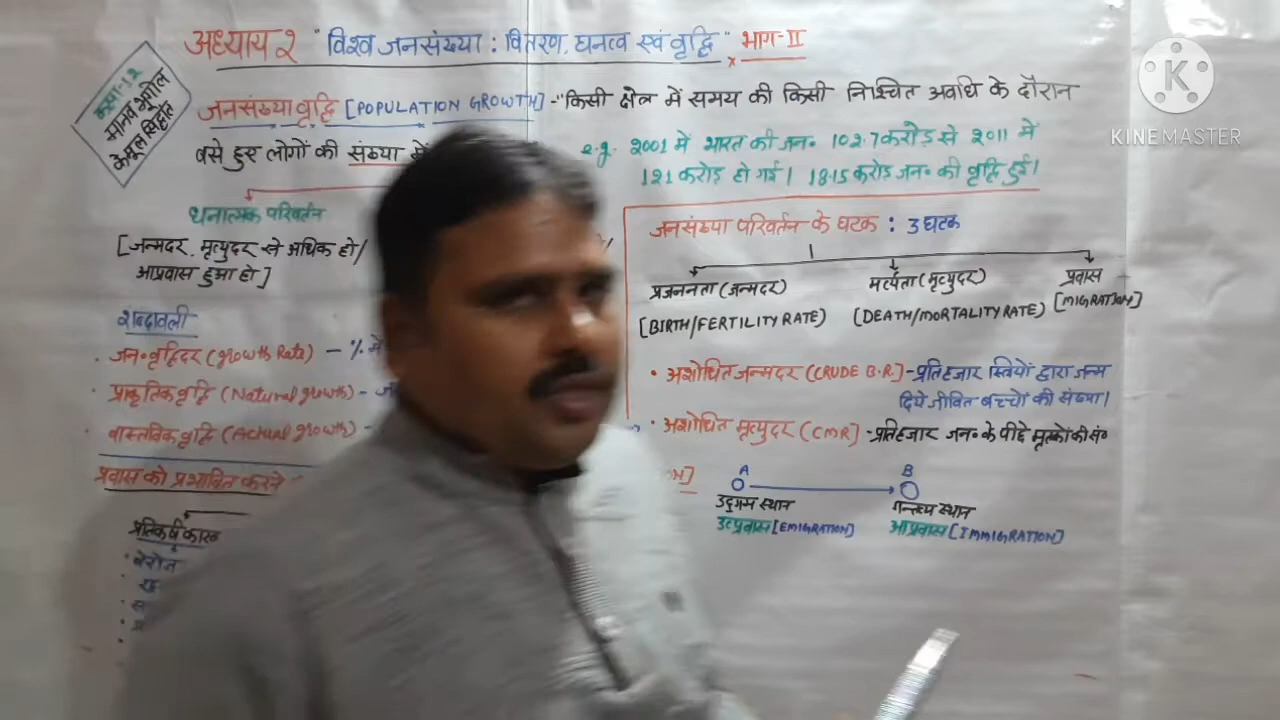 अध्याय २ "विश्व जनसंख्या : वितरण, घनत्व एवं वृद्धि" भाग-II
कक्षा-12
मानव भूगोल
के मूल सिद्धांत
जनसंख्या वृद्धि [POPULATION GROWTH] - "किसी क्षेत्र में समय की किसी निश्चित अवधि के दौरान
बसे हुए लोगों की संख्या में
e.g. 2001 में भारत की जन० 102.7 करोड़ से 2011 में
121 करोड़ हो गई। 18.15 करोड़ जन० की वृद्धि हुई।
धनात्मक परिवर्तन
[जन्मदर, मृत्युदर से अधिक हो/
आप्रवास हुआ हो]
शब्दावली
• जन० वृद्धिदर (growth Rate) - % में
• प्राकृतिक वृद्धि (Natural growth) -
• वास्तविक वृद्धि (Actual growth) -
प्रवास को प्रभावित करने
प्रतिकर्ष कारक
जनसंख्या परिवर्तन के घटक : 3 घटक
प्रजननता (जन्मदर)
[BIRTH/FERTILITY RATE)
मर्त्यता (मृत्युदर)
(DEATH/MORTALITY RATE)
प्रवास
[MIGRATION]
• अशोधित जन्मदर (CRUDE B.R.] - प्रतिहजार स्त्रियों द्वारा जन्म
दिये जीवित बच्चों की संख्या।
• अशोधित मृत्युदर (CMR) - प्रतिहजार जन० के पीछे मृतकों की सं०
A B
उद्गम स्थान
उत्प्रवास [EMIGRATION]
गन्तव्य स्थान
आप्रवास [IMMIGRATION]
K
KINEMASTER